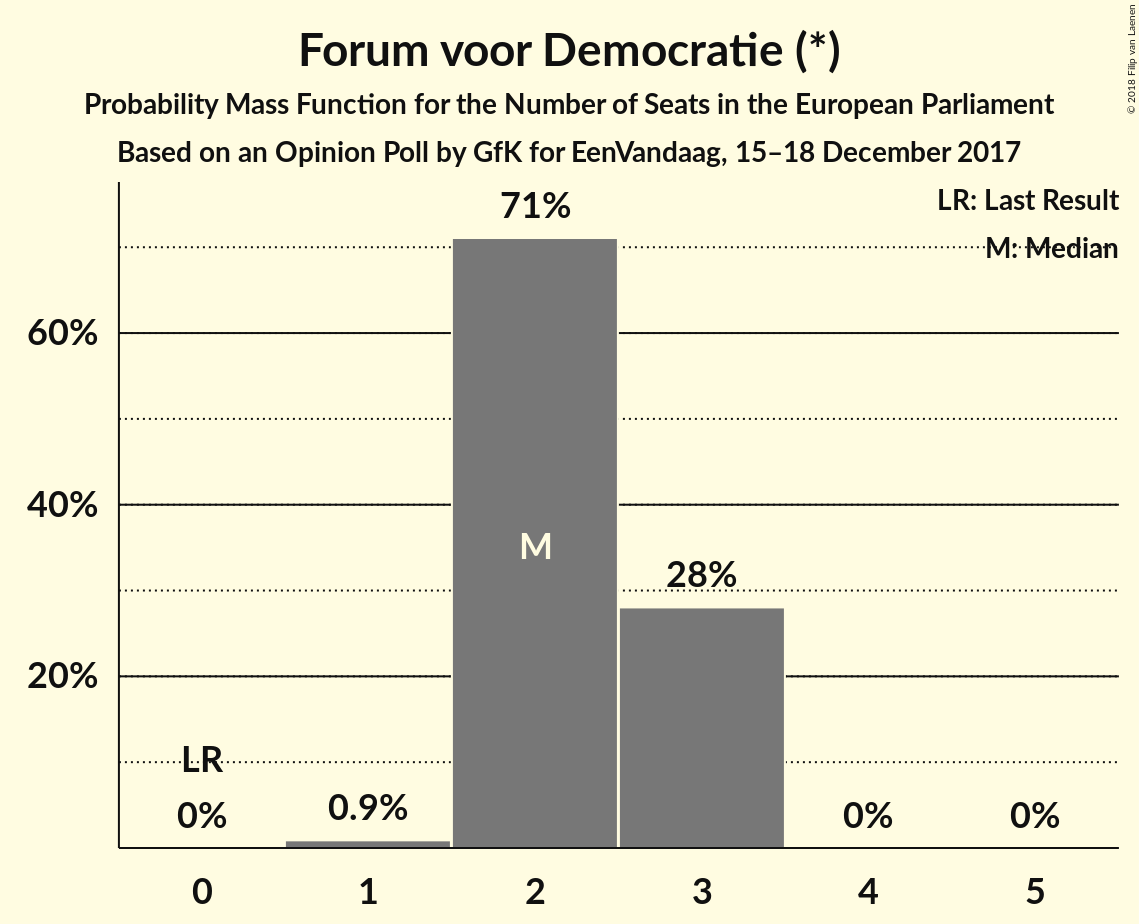 Forum voor Democratie (*)
Probability Mass Function for the Number of Seats in the European Parliament
Based on an Opinion Poll by GfK for EenVandaag, 15–18 December 2017
© 2018 Filip van Laenen
LR: Last Result
M: Median
71%
60%
40%
M
28%
20%
LR
0%
0.9%
0%
0%
0 1 2 3 4 5